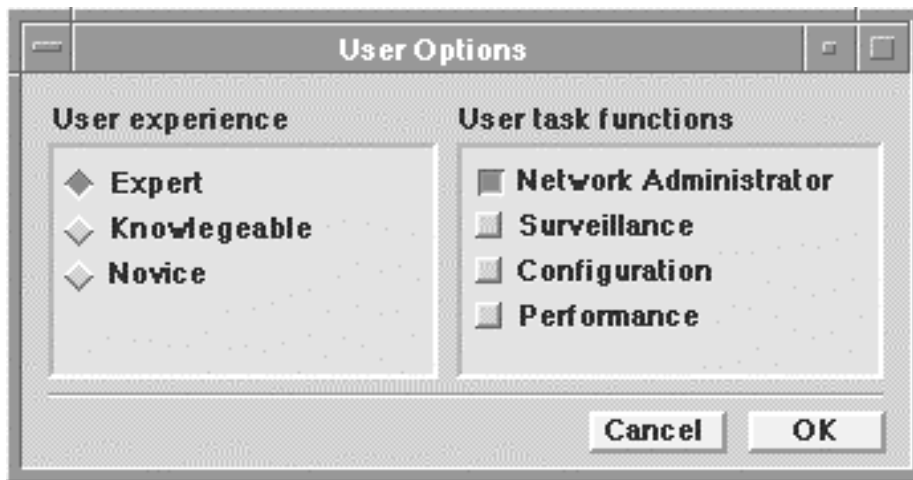 User Options
User experience
Expert
Knowlegeable
Novice
User task functions
Network Administrator
Surveillance
Configuration
Performance
Cancel
OK